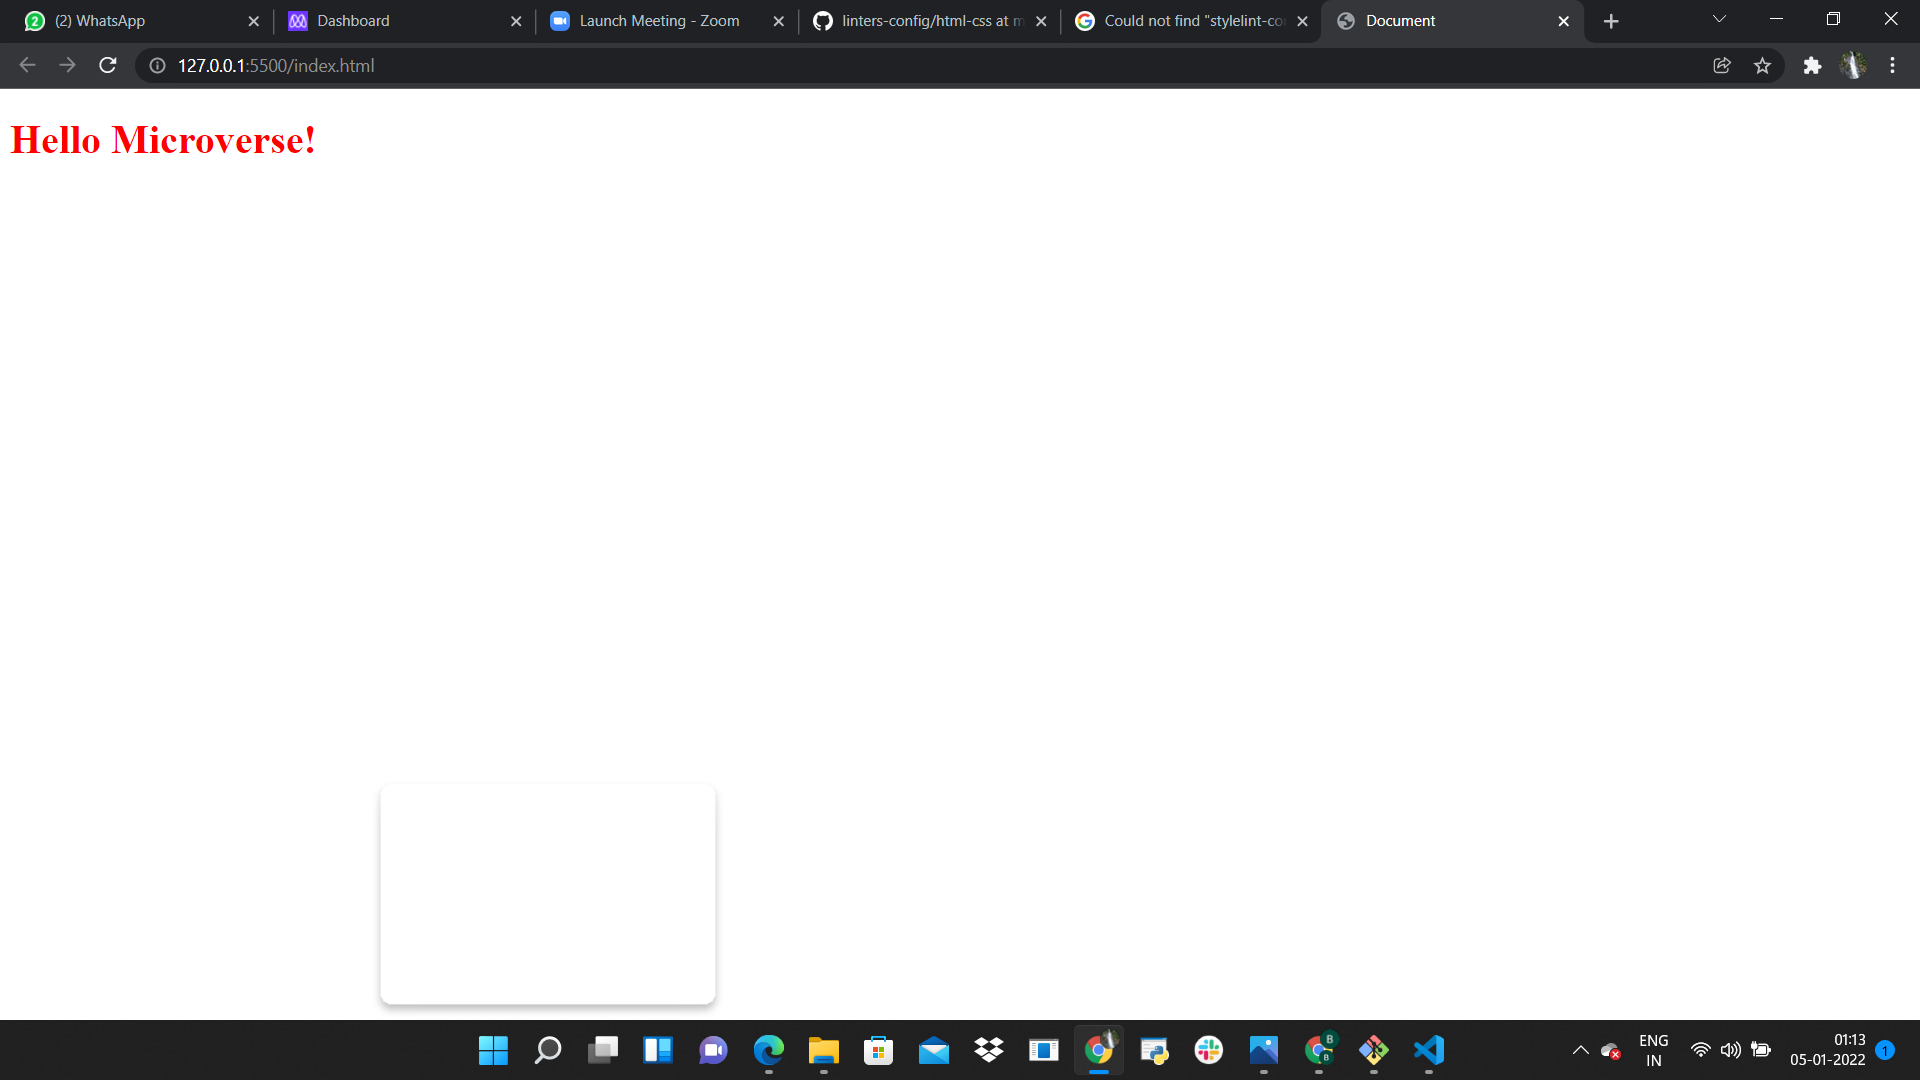 (2) WhatsApp
Dashboard
Launch Meeting - Zoom
linters-config/html-css at m
Could not find "stylelint-co
Document
127.0.0.1:5500/index.html
Hello Microverse!
2
B
B
ENG
IN
01:13
05-01-2022
1